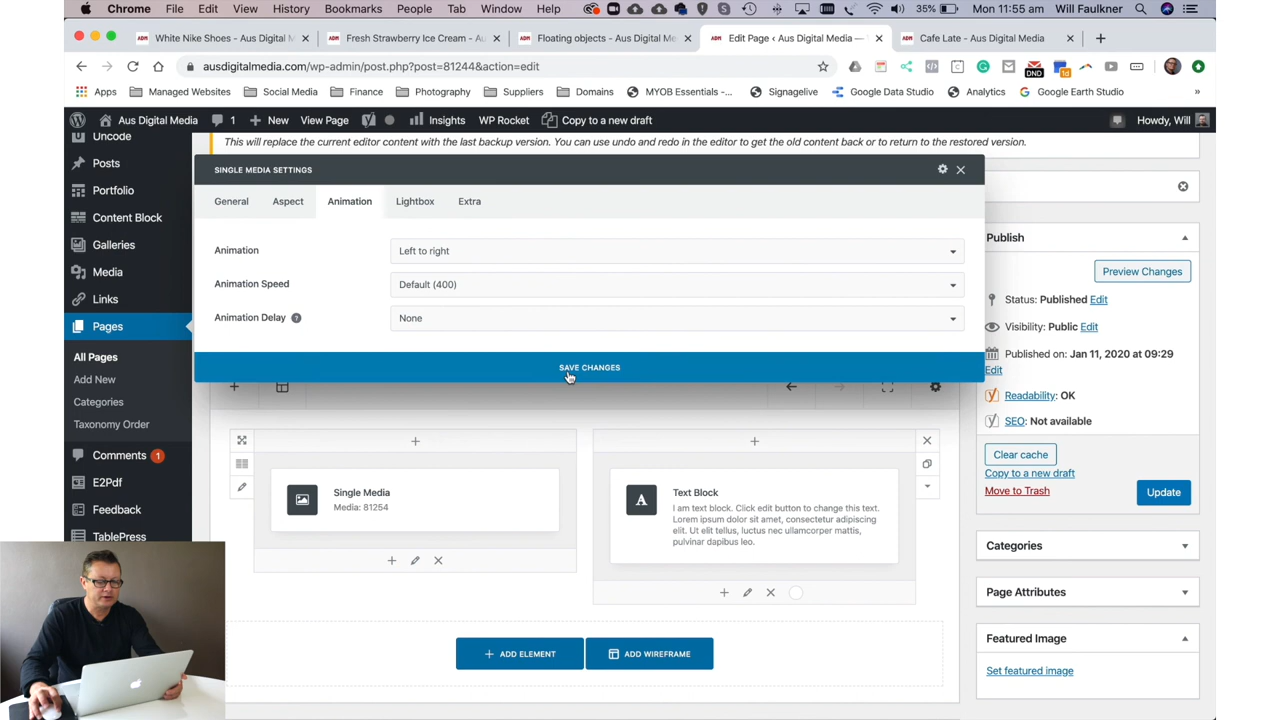 Chrome File Edit View History Bookmarks People Tab Window Help 35% Mon 11:55 am Will Faulkner
White Nike Shoes - Aus Digital M
Fresh Strawberry Ice Cream - Au
Floating objects - Aus Digital Me
Edit Page ‹ Aus Digital Media —
Cafe Late - Aus Digital Media
ausdigitalmedia.com/wp-admin/post.php?post=81244&action=edit
DND 1d
Apps Managed Websites Social Media Finance Photography Suppliers Domains MYOB Essentials -... Signagelive Google Data Studio Analytics Google Earth Studio »
Aus Digital Media 1 New View Page Insights WP Rocket Copy to a new draft Howdy, Will
Uncode
Posts
Portfolio
Content Block
Galleries
Media
Links
Pages
All Pages
Add New
Categories
Taxonomy Order
Comments 1
E2Pdf
Feedback
TablePress
This will replace the current editor content with the last backup version. You can use undo and redo in the editor to get the old content back or to return to the restored version.
SINGLE MEDIA SETTINGS
General Aspect Animation Lightbox Extra
Animation Left to right
Animation Speed Default (400)
Animation Delay ? None
SAVE CHANGES
Single Media
Media: 81254
A
Text Block
I am text block. Click edit button to change this text.
Lorem ipsum dolor sit amet, consectetur adipiscing
elit. Ut elit tellus, luctus nec ullamcorper mattis,
pulvinar dapibus leo.
ADD ELEMENT
ADD WIREFRAME
Publish
Preview Changes
Status: Published Edit
Visibility: Public Edit
Published on: Jan 11, 2020 at 09:29
Edit
Readability: OK
SEO: Not available
Clear cache
Copy to a new draft
Move to Trash
Update
Categories
Page Attributes
Featured Image
Set featured image